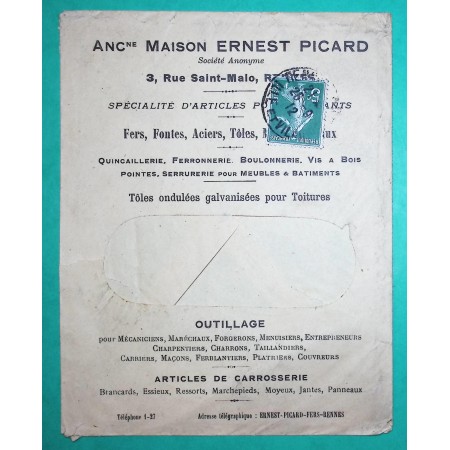 ANCNE MAISON ERNEST PICARD
Société Anonyme
3, Rue Saint-Malo,
SPÉCIALITÉ D'ARTICLES
Fers, Fontes, Aciers, Tôles,
QUINCAILLERIE, FERRONNERIE, BOULONNERIE, VIS A BOIS
POINTES, SERRURERIE POUR MEUBLES & BATIMENTS
Tôles ondulées galvanisées pour Toitures
OUTILLAGE
pour MÉCANICIENS, MARÉCHAUX, FORGERONS, MENUISIERS, ENTREPRENEURS
CHARPENTIERS, CHARRONS, TAILLANDIERS,
CARRIERS, MAÇONS, FERBLANTIERS, PLATRIERS, COUVREURS
ARTICLES DE CARROSSERIE
Brancards, Essieux, Ressorts, Marchepieds, Moyeux, Jantes, Panneaux
Téléphone 1-27 Adresse télégraphique : ERNEST-PICARD-FERS-RENNES